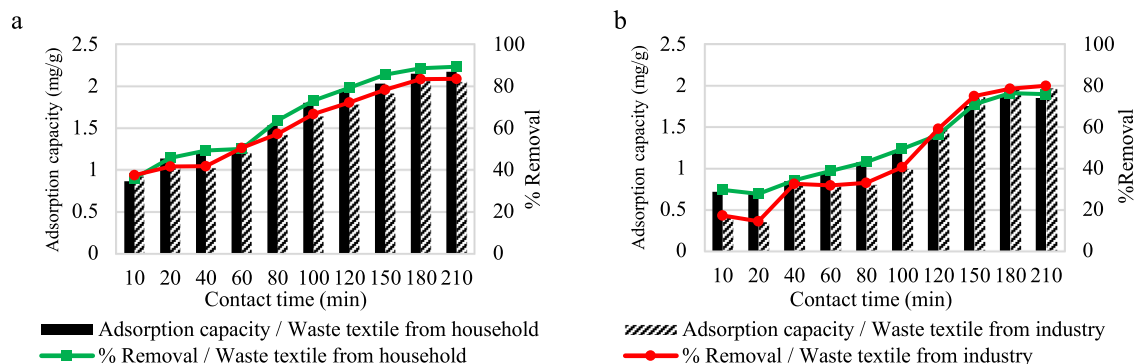 a
b
Adsorption capacity (mg/g)
2.5
2
1.5
1
0.5
0
100
80
60
40
20
0
% Removal
10 20 40 60 80 100 120 150 180 210
Contact time (min)
Adsorption capacity (mg/g)
2.5
2
1.5
1
0.5
0
100
80
60
40
20
0
%Removal
10 20 40 60 80 100 120 150 180 210
Contact time (min)
Adsorption capacity / Waste textile from household
Adsorption capacity / Waste textile from industry
% Removal / Waste textile from household
% Removal / Waste textile from industry